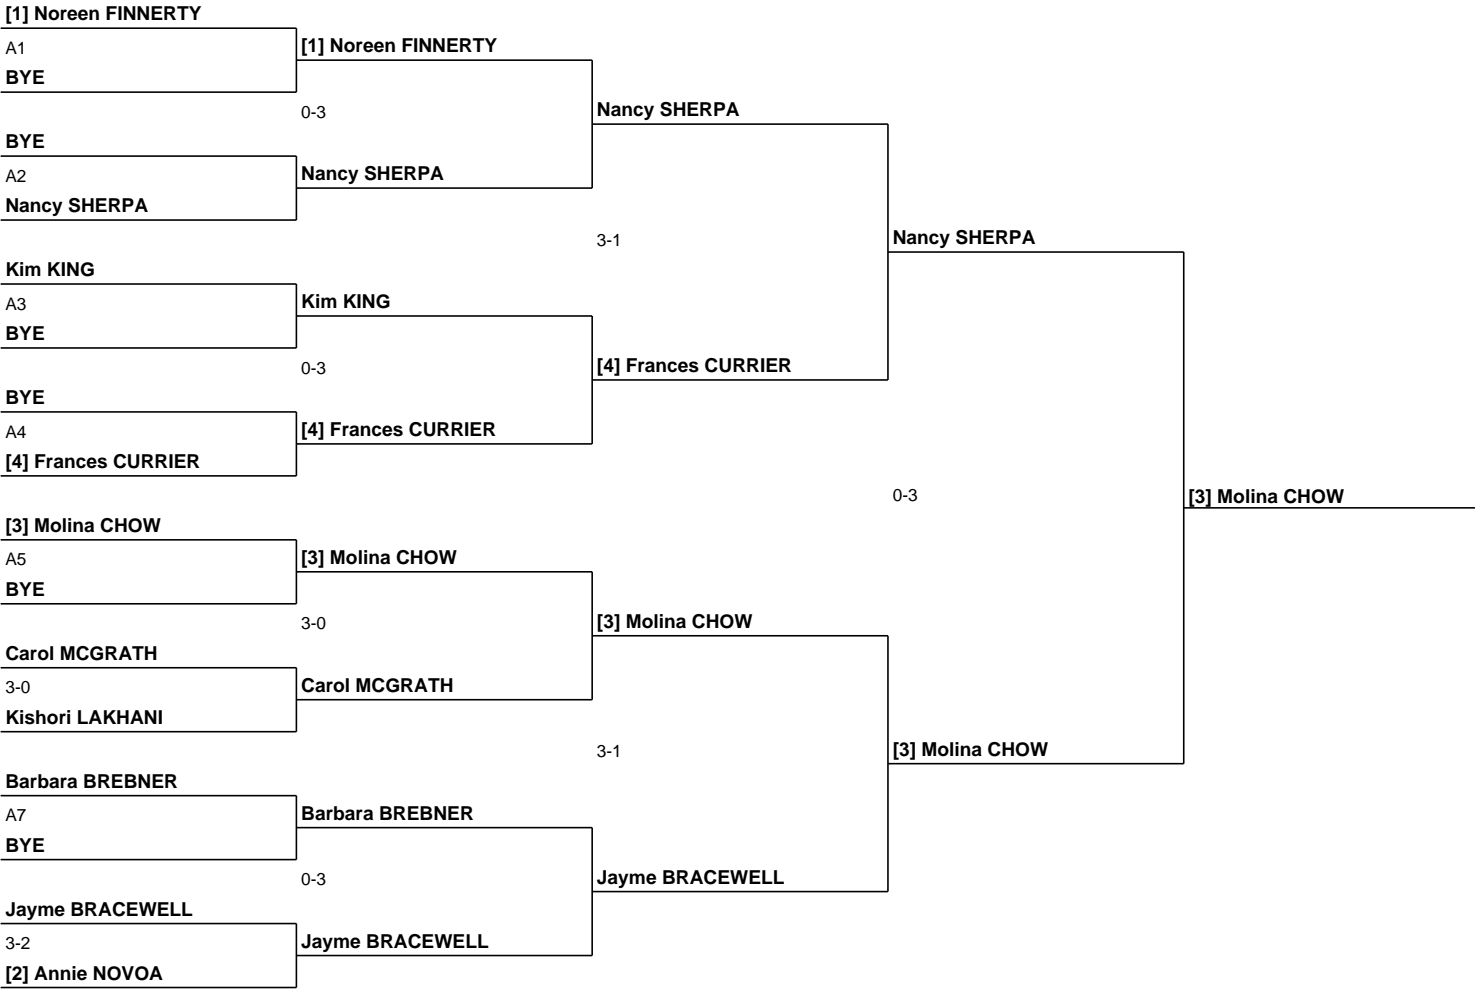 [1] Noreen FINNERTY
A1
BYE
BYE
A2
Nancy SHERPA
Kim KING
A3
BYE
BYE
A4
[4] Frances CURRIER
[3] Molina CHOW
A5
BYE
Carol MCGRATH
3-0
Kishori LAKHANI
Barbara BREBNER
A7
BYE
Jayme BRACEWELL
3-2
[2] Annie NOVOA
[1] Noreen FINNERTY
0-3
Nancy SHERPA
Kim KING
0-3
[4] Frances CURRIER
[3] Molina CHOW
3-0
Carol MCGRATH
Barbara BREBNER
0-3
Jayme BRACEWELL
Nancy SHERPA
3-1
[4] Frances CURRIER
[3] Molina CHOW
3-1
Jayme BRACEWELL
Nancy SHERPA
0-3
[3] Molina CHOW
[3] Molina CHOW